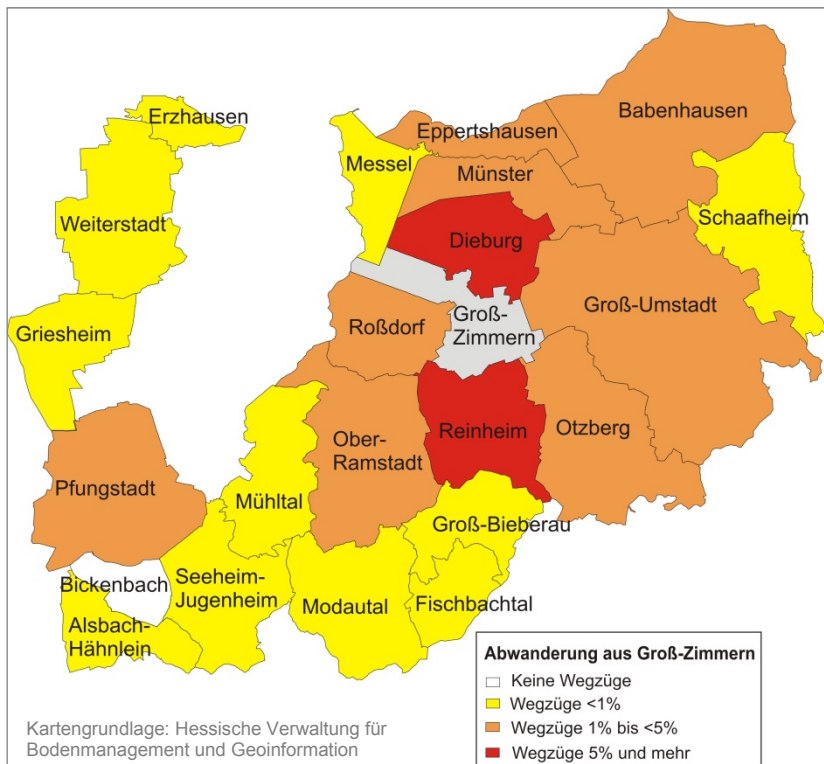 Erzhausen
Babenhausen
Eppertshausen
Messel
Münster
Weiterstadt
Schaafheim
Dieburg
Groß-Umstadt
Griesheim
Roßdorf
Groß-
Zimmern
Reinheim
Otzberg
Ober-
Ramstadt
Pfungstadt
Mühltal
Groß-Bieberau
Bickenbach
Seeheim-
Jugenheim
Modautal
Fischbachtal
Alsbach-
Hähnlein
Abwanderung aus Groß-Zimmern
Keine Wegzüge
Wegzüge <1%
Wegzüge 1% bis <5%
Wegzüge 5% und mehr
Kartengrundlage: Hessische Verwaltung für
Bodenmanagement und Geoinformation